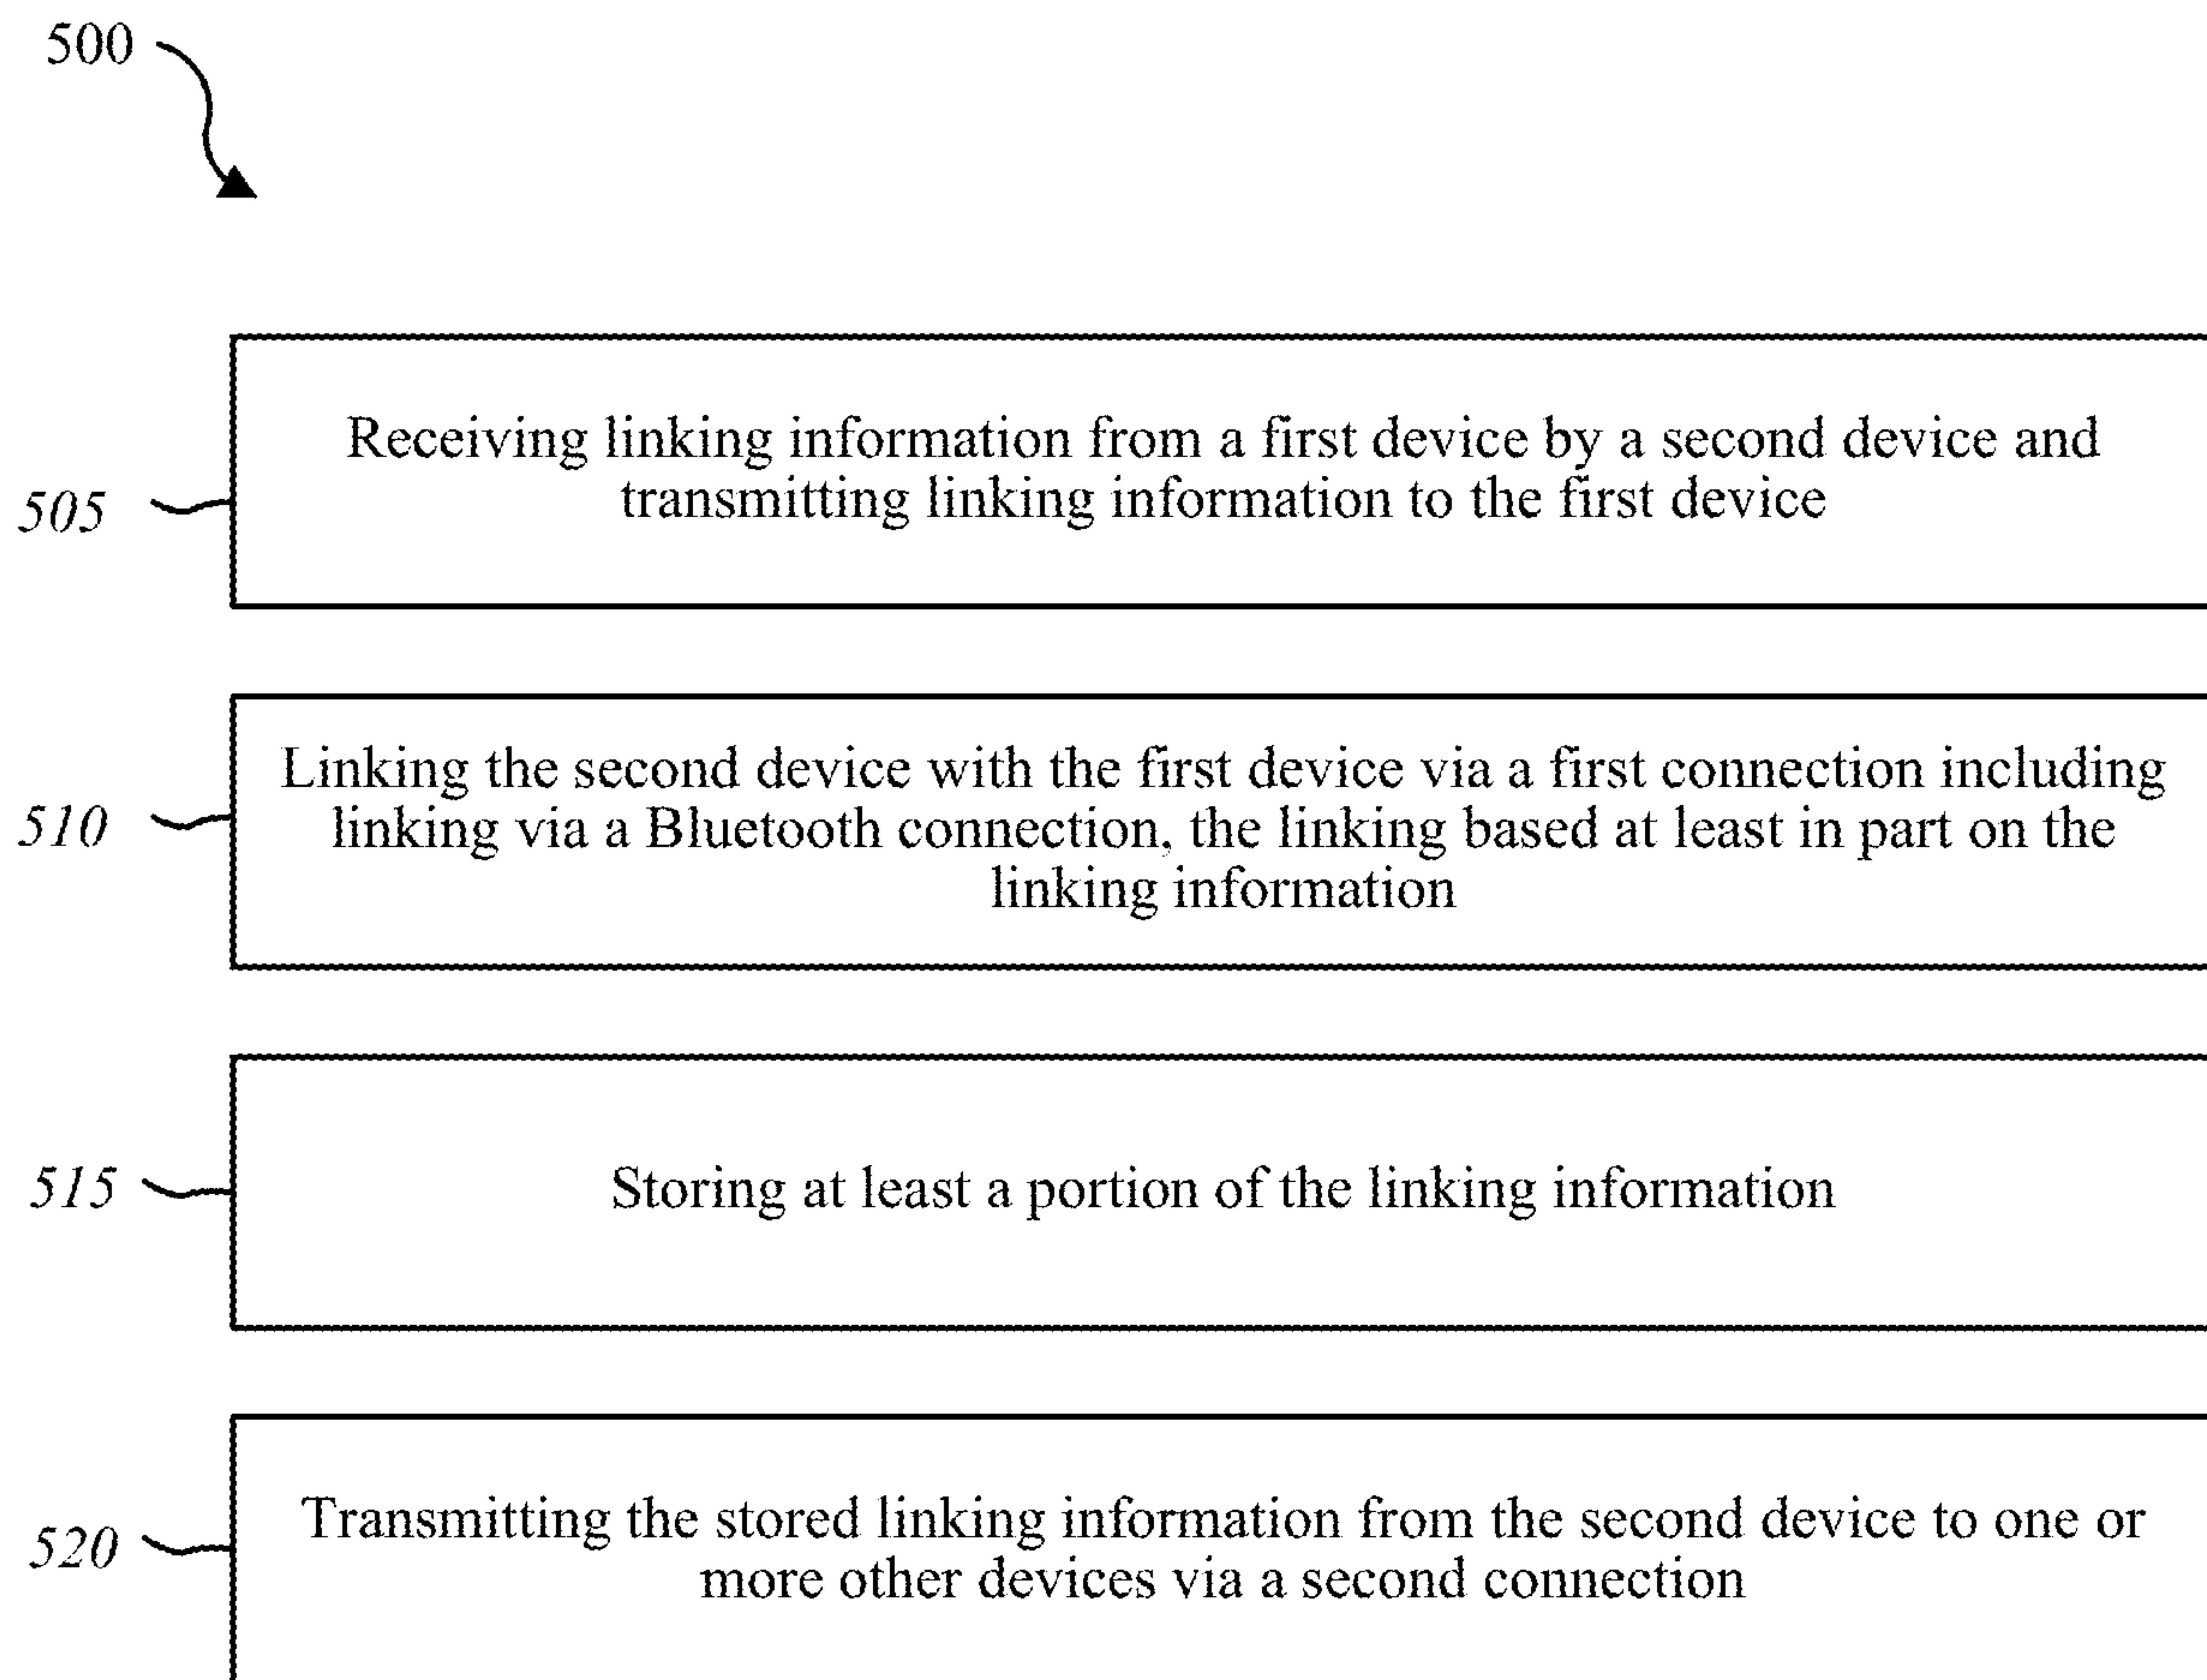 500
Receiving linking information from a first device by a second device and
transmitting linking information to the first device
505
Linking the second device with the first device via a first connection including
linking via a Bluetooth connection, the linking based at least in part on the
linking information
510
Storing at least a portion of the linking information
515
Transmitting the stored linking information from the second device to one or
more other devices via a second connection
520